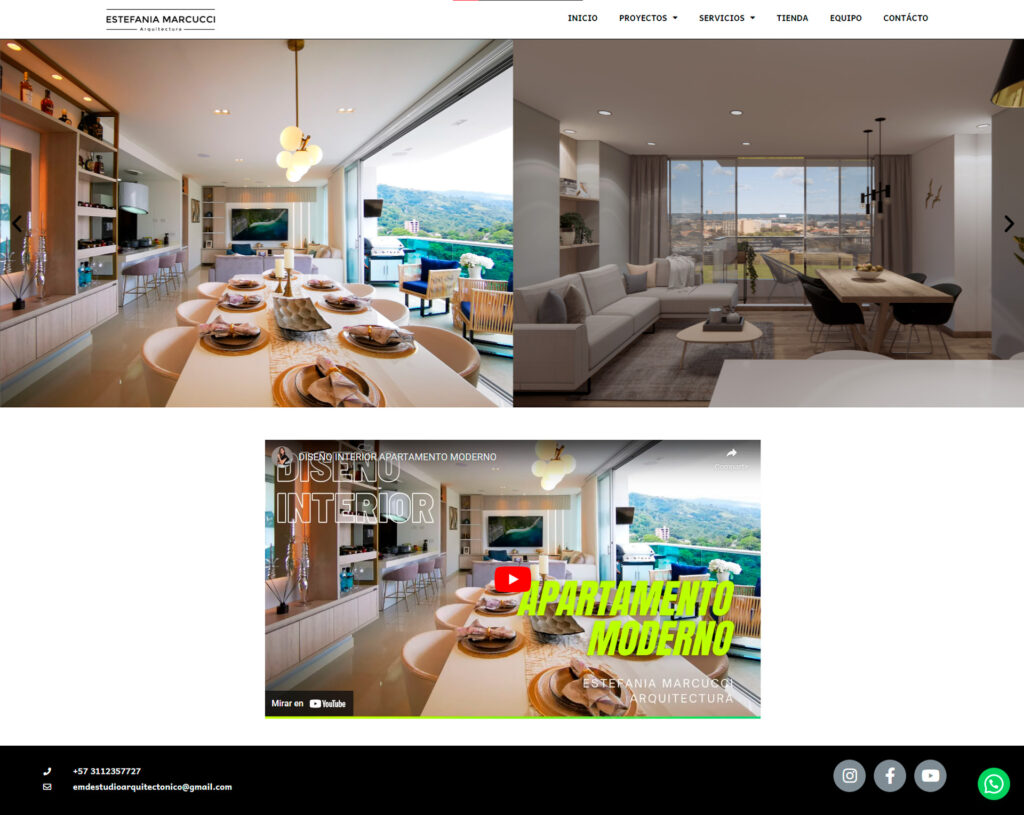 ESTEFANIA MARCUCCI
Arquitectura
INICIO
PROYECTOS
SERVICIOS
TIENDA
EQUIPO
CONTÁCTO
DISEÑO INTERIOR APARTAMENTO MODERNO
Compartir
DISEÑO
INTERIOR
APARTAMENTO
MODERNO
ESTEFANIA MARCUCCI
ARQUITECTURA
Mirar en YouTube
+57 3112357727
emdestudioarquitectonico@gmail.com